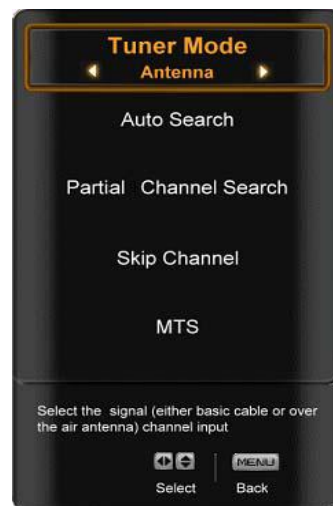 Tuner Mode
Antenna
Auto Search
Partial Channel Search
Skip Channel
MTS
Select the signal (either basic cable or over
the air antenna) channel input
MENU
Select Back